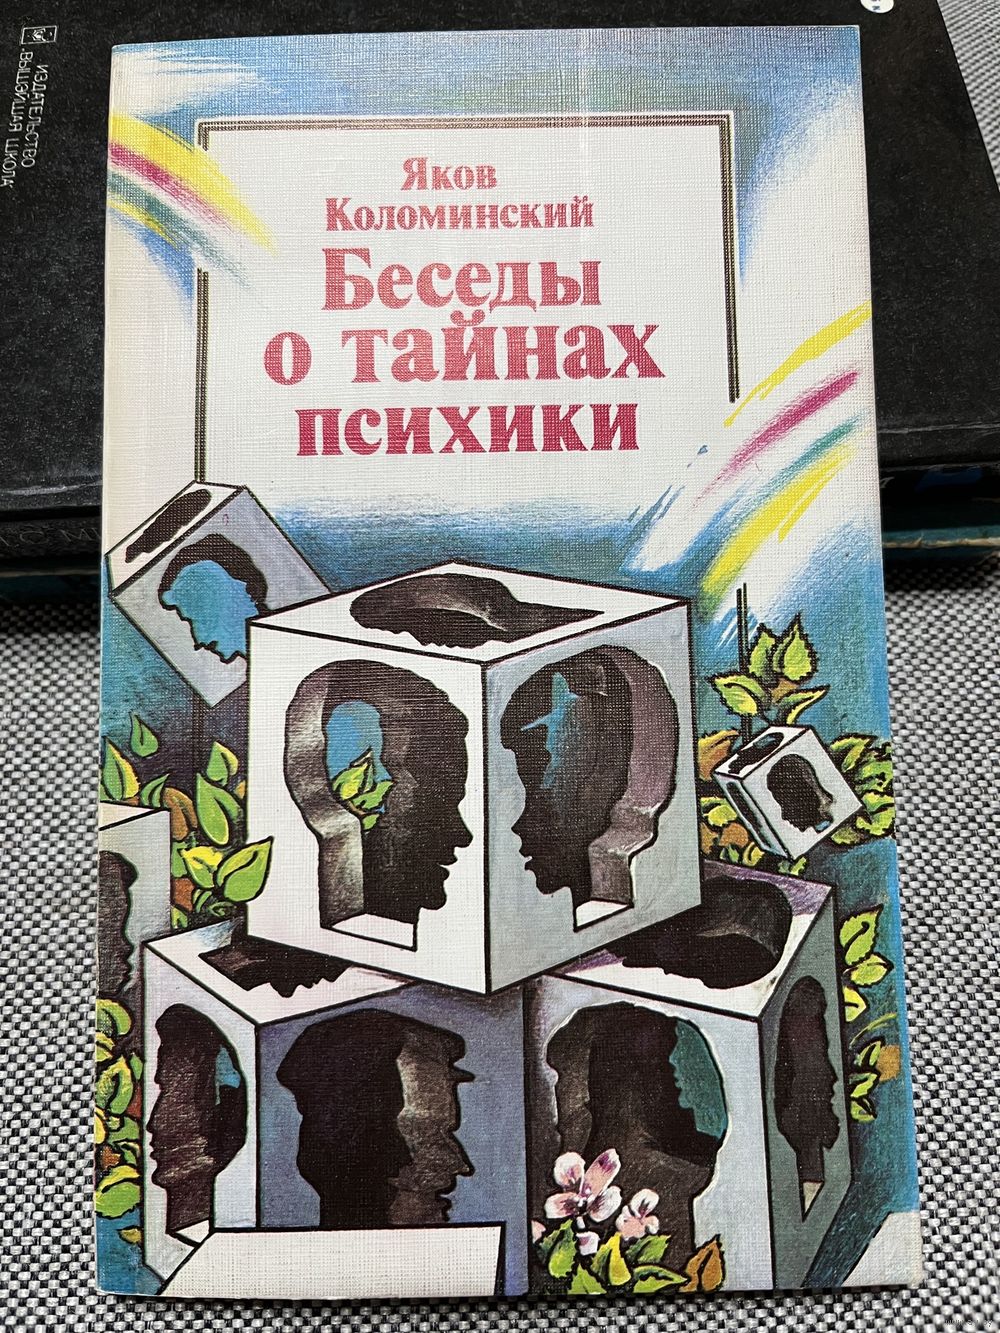 Яков
Коломинский
Беседы
о тайнах
психики
ИЗДАТЕЛЬСТВО
„ВЫШЭЙШАЯ ШКОЛА”